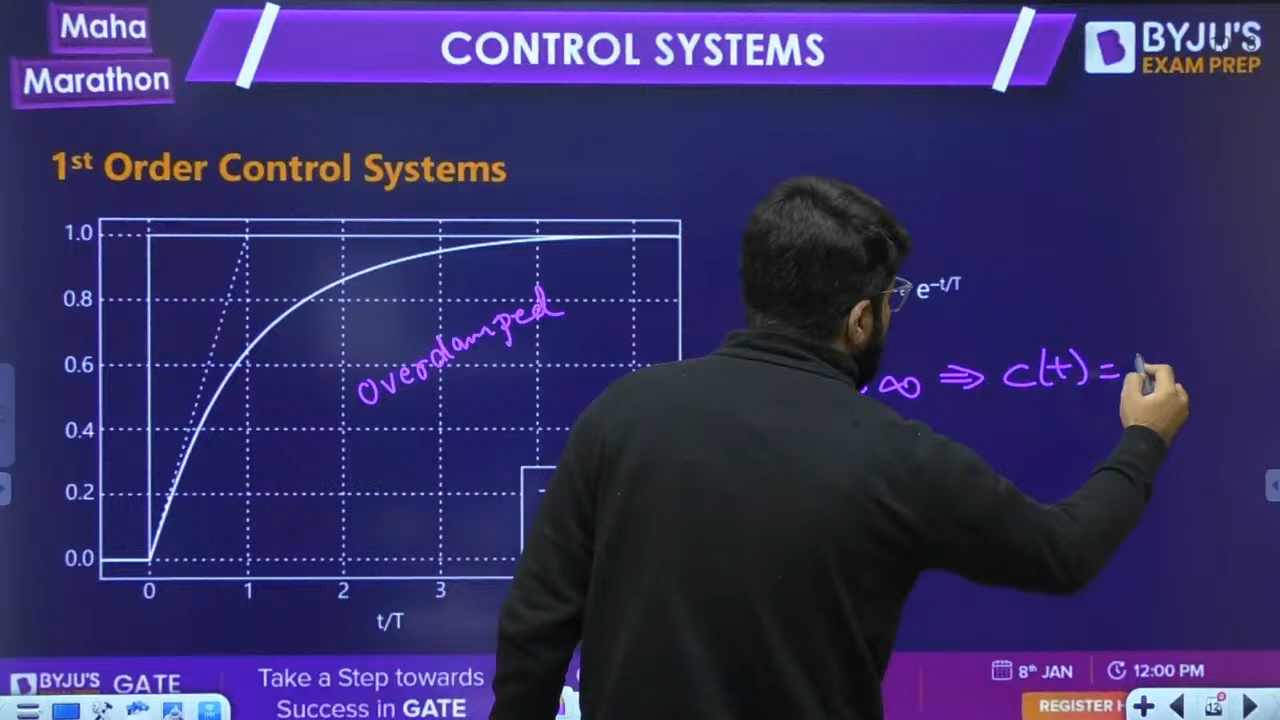 Maha
Marathon
CONTROL SYSTEMS
BYJU'S
EXAM PREP
1st Order Control Systems
1.0
0.8
0.6
0.4
0.2
0.0
0 1 2 3
t/T
Overdamped
e–t/T
∞ ⇒ c(t) =
BYJU'S GATE
Take a Step towards
Success in GATE
8th JAN
12:00 PM
REGISTER
12